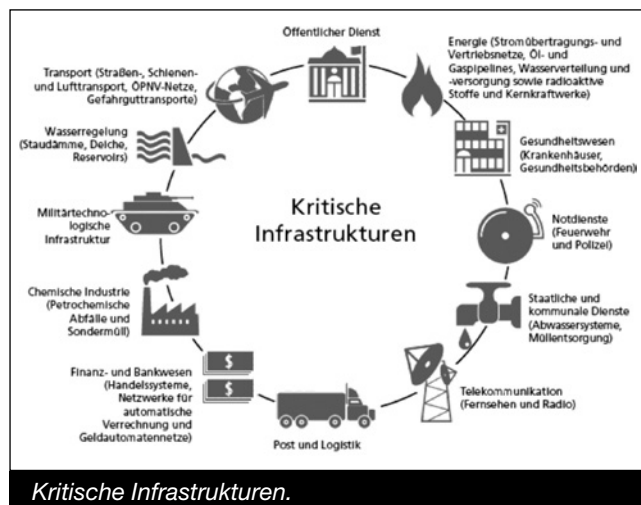 Öffentlicher Dienst
Energie (Stromübertragungs- und
Vertriebsnetze, Öl- und
Gaspipelines, Wasserverteilung und
-versorgung sowie radioaktive
Stoffe und Kernkraftwerke)
Gesundheitswesen
(Krankenhäuser,
Gesundheitsbehörden)
Notdienste
(Feuerwehr
und Polizei)
Staatliche und
kommunale Dienste
(Abwassersysteme,
Müllentsorgung)
Telekommunikation
(Fernsehen und Radio)
Post und Logistik
$
$
Finanz- und Bankwesen
(Handelssysteme,
Netzwerke für
automatische
Verrechnung und
Geldautomatennetze)
Chemische Industrie
(Petrochemische
Abfälle und
Sondermüll)
Militärtechno-
logische
Infrastruktur
Wasserregelung
(Staudämme, Deiche,
Reservoirs)
Transport (Straßen-, Schienen-
und Lufttransport, ÖPNV-Netze,
Gefahrguttransporte)
Kritische
Infrastrukturen
Kritische Infrastrukturen.